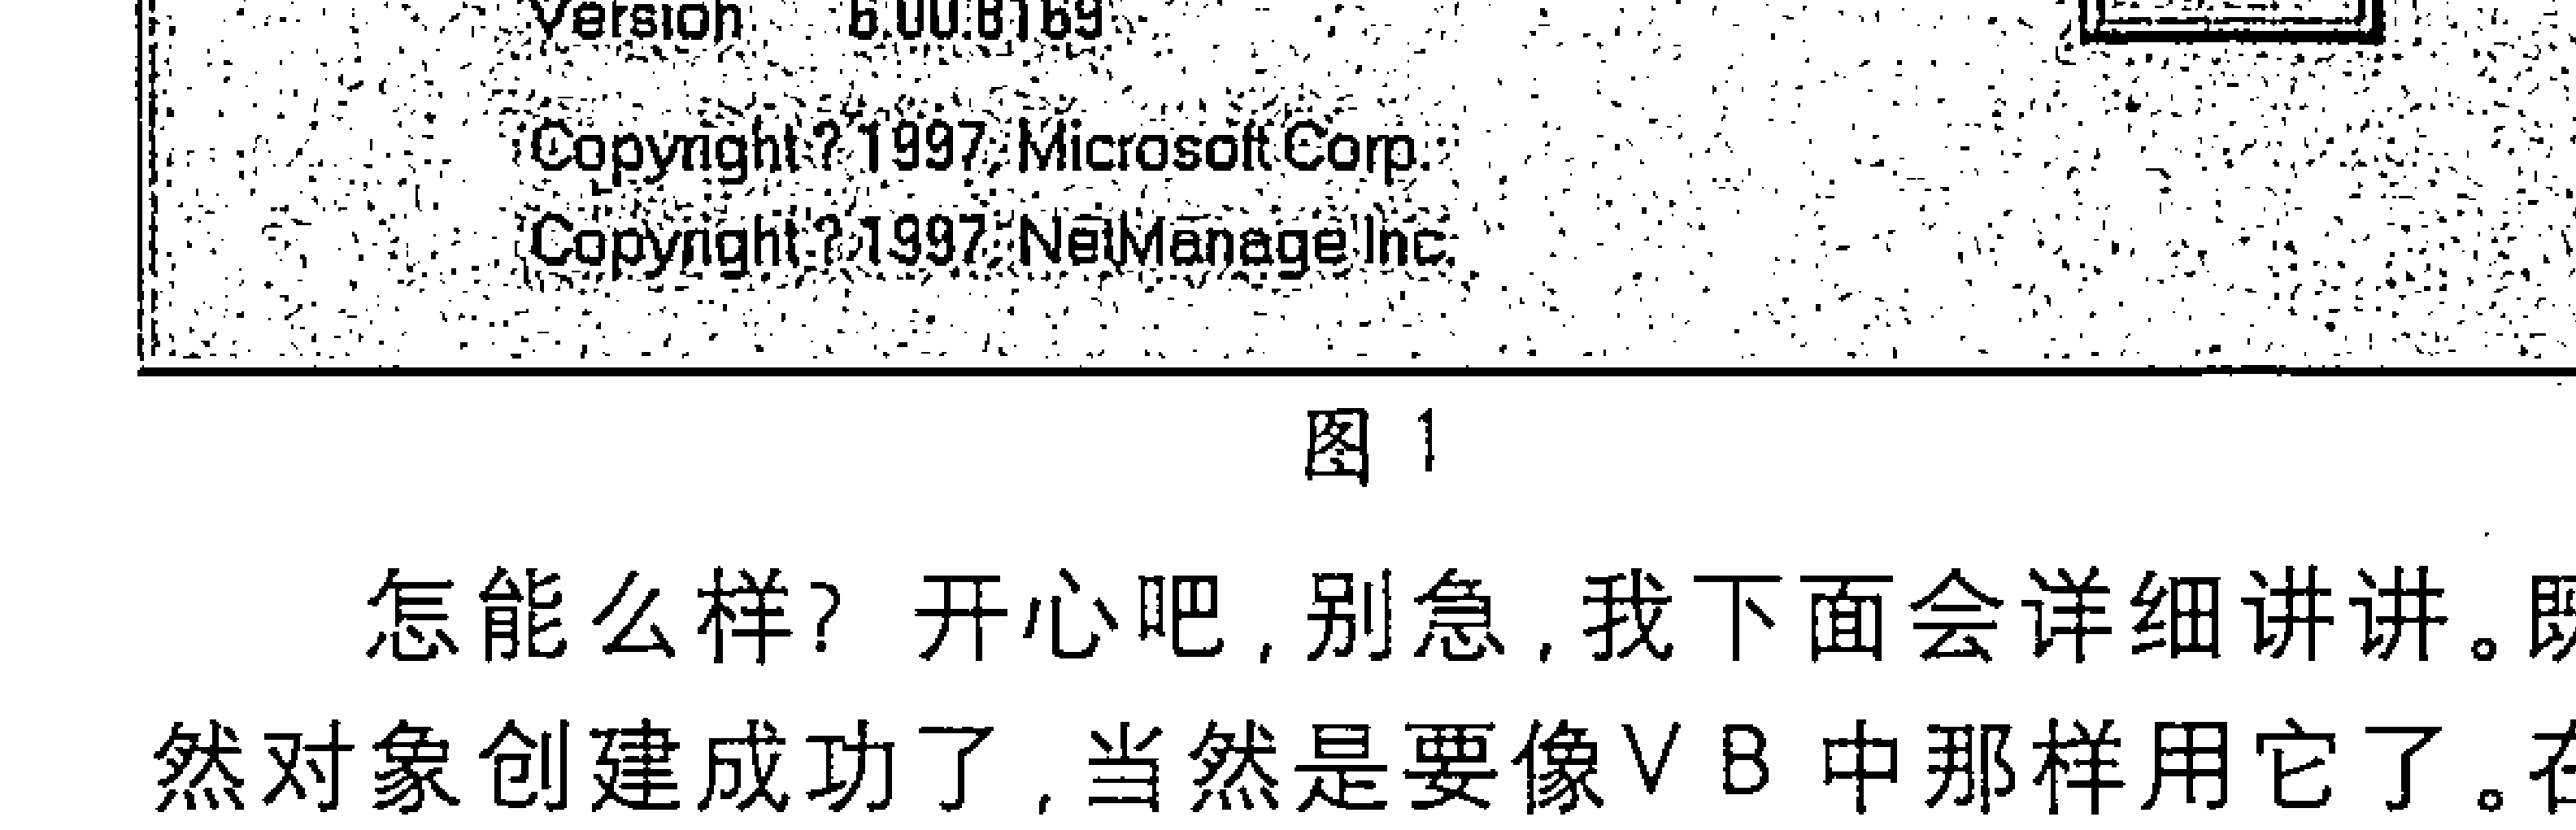 Version 6.00.8169
Copyright ? 1997, Microsoft Corp.
Copyright ? 1997, NetManage Inc.
图 1
怎能么样? 开心吧,别急,我下面会详细讲讲。既
然对象创建成功了,当然是要像V B 中那样用它了。在